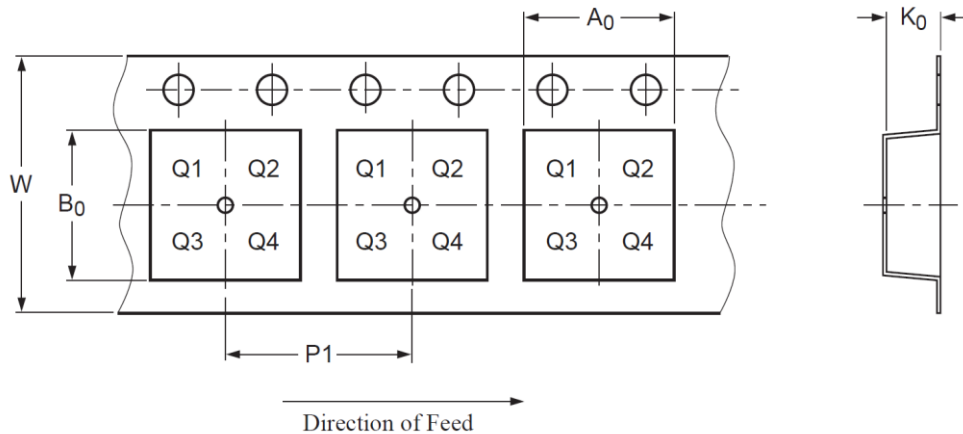 A0
K0
W
B0
Q1 Q2
Q3 Q4
Q1 Q2
Q3 Q4
Q1 Q2
Q3 Q4
P1
Direction of Feed